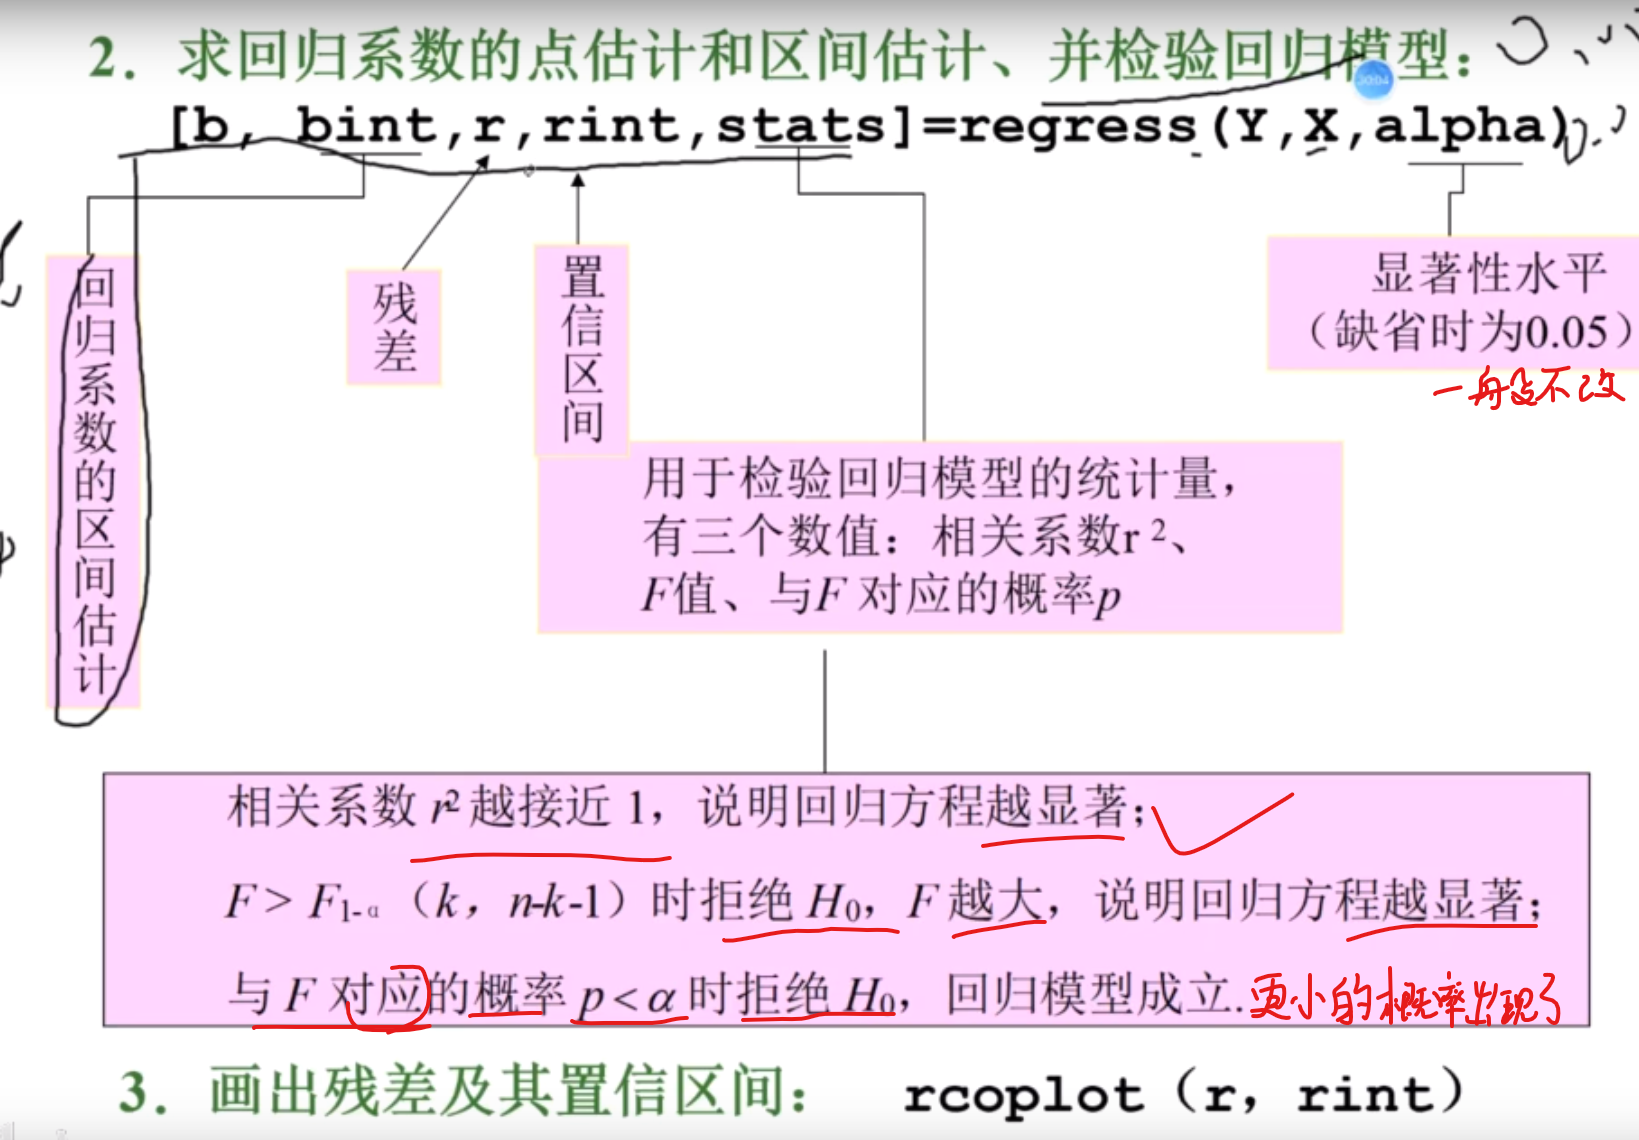 2. 求回归系数的点估计和区间估计、并检验回归模型：
00:04
[b, bint,r,rint,stats]=regress(Y,X,alpha)
回归系数的区间估计
残差
置信区间
显著性水平
（缺省时为0.05）
一般设不改
用于检验回归模型的统计量，
有三个数值：相关系数r²、
F值、与F 对应的概率p
相关系数 r² 越接近 1，说明回归方程越显著；
F > F₁₋α（k，n-k-1）时拒绝 H₀，F 越大，说明回归方程越显著；
与 F 对应的概率 p < α 时拒绝 H₀，回归模型成立.
更小的概率出现了
3. 画出残差及其置信区间： rcoplot（r，rint）